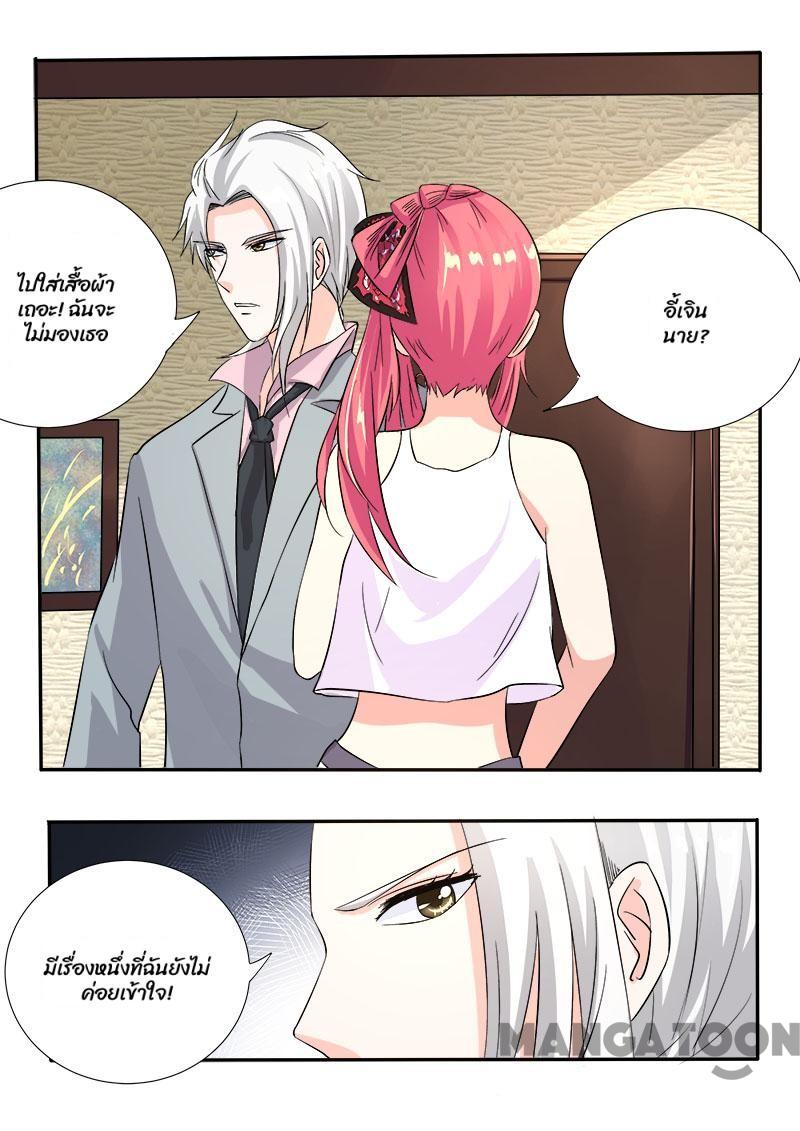 ไปใส่เสื้อผ้า
เถอะ! ฉันจะ
ไม่มองเธอ
อี้เจิน
นาย?
มีเรื่องหนึ่งที่ฉันยังไม่
ค่อยเข้าใจ!
MANGATOON